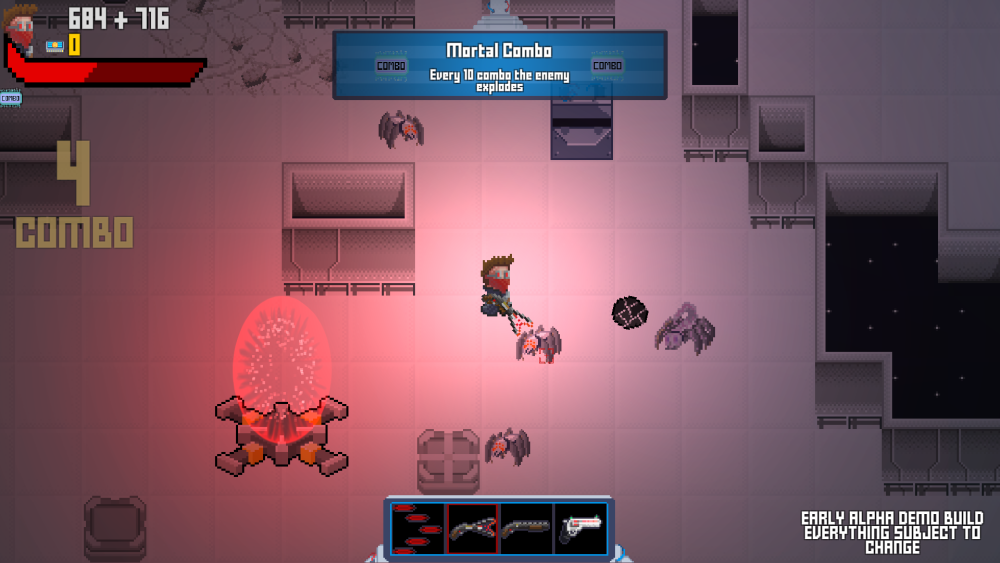 684 + 716
0
Mortal Combo
COMBO
COMBO
Every 10 combo the enemy
explodes
COMBO
4
COMBO
EARLY ALPHA DEMO BUILD
EVERYTHING SUBJECT TO
CHANGE